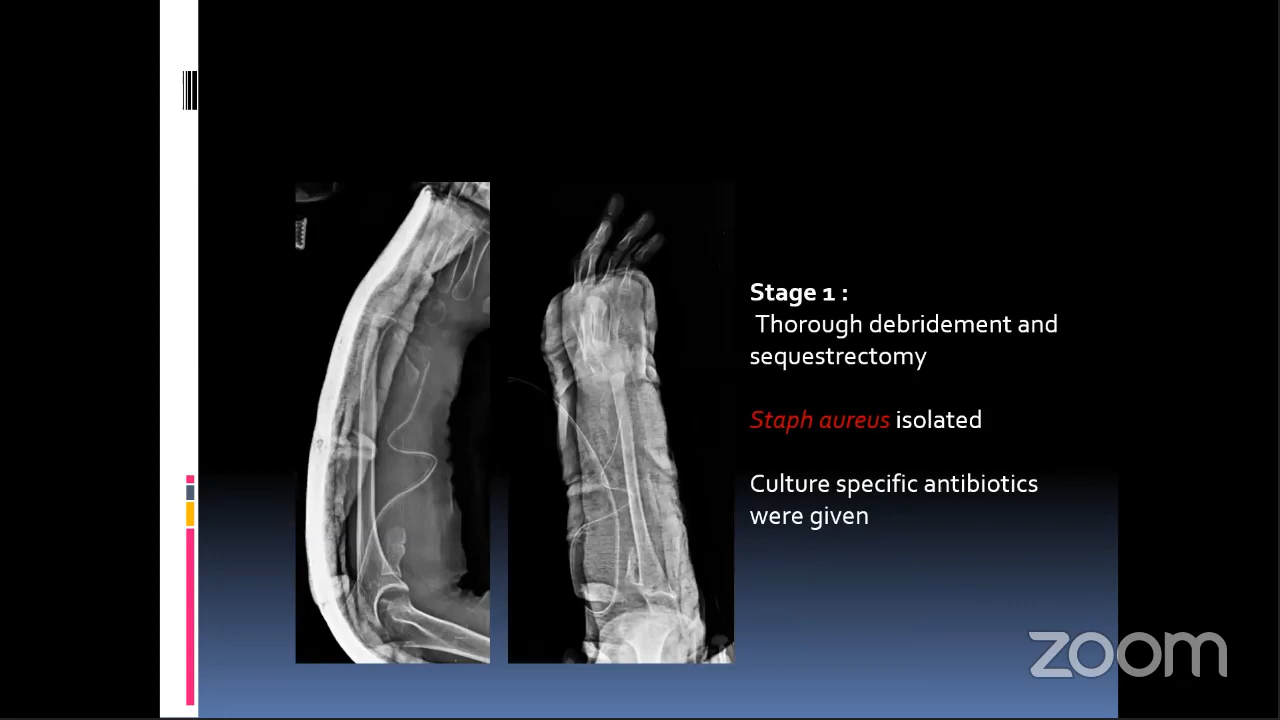 Stage 1 :
Thorough debridement and
sequestrectomy
Staph aureus isolated
Culture specific antibiotics
were given
zoom